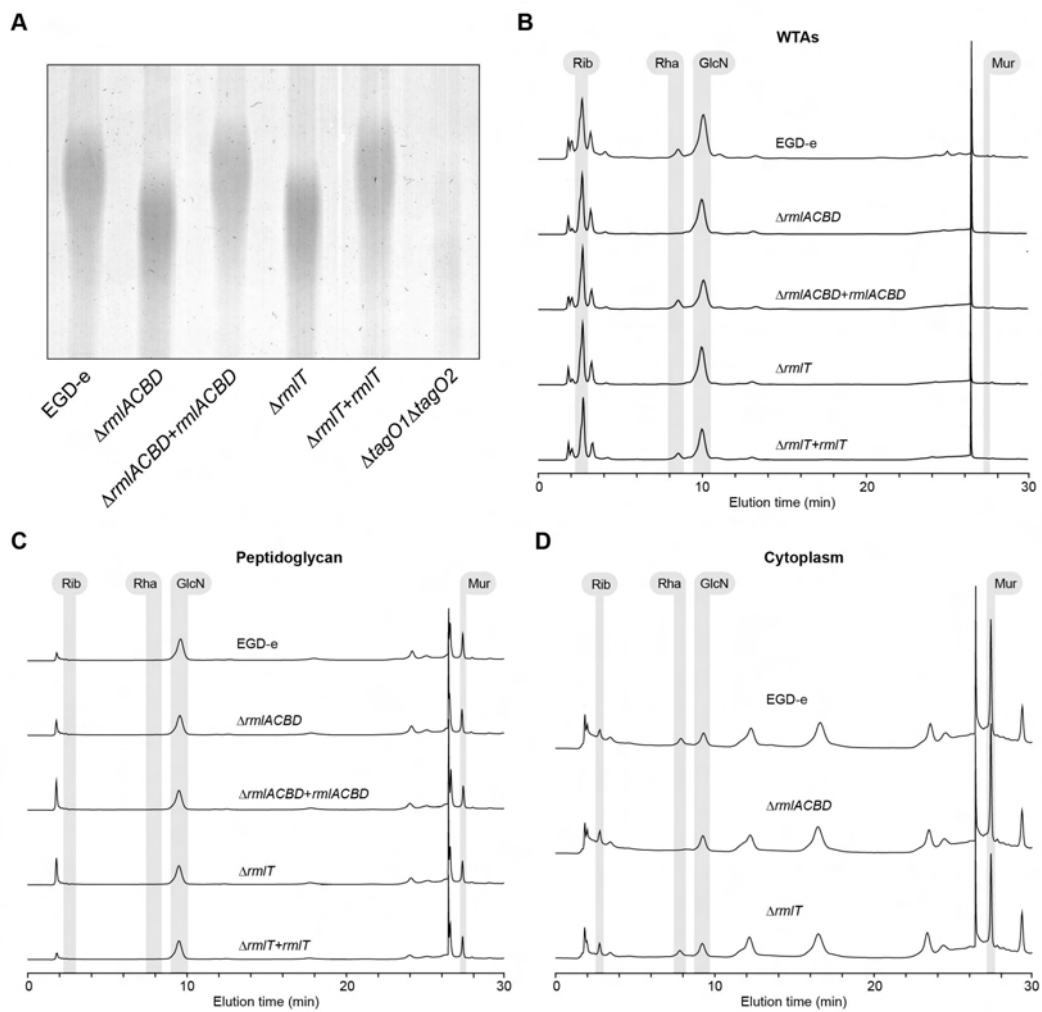 A
EGD-e
ΔrmlACBD
ΔrmlACBD+rmlACBD
ΔrmlT
ΔrmlT+rmlT
ΔtagO1ΔtagO2
B
WTAs
Rib
Rha
GlcN
Mur
EGD-e
ΔrmlACBD
ΔrmlACBD+rmlACBD
ΔrmlT
ΔrmlT+rmlT
0
10
20
30
Elution time (min)
C
Peptidoglycan
Rib
Rha
GlcN
Mur
EGD-e
ΔrmlACBD
ΔrmlACBD+rmlACBD
ΔrmlT
ΔrmlT+rmlT
0
10
20
30
Elution time (min)
D
Cytoplasm
Rib
Rha
GlcN
Mur
EGD-e
ΔrmlACBD
ΔrmlT
0
10
20
30
Elution time (min)